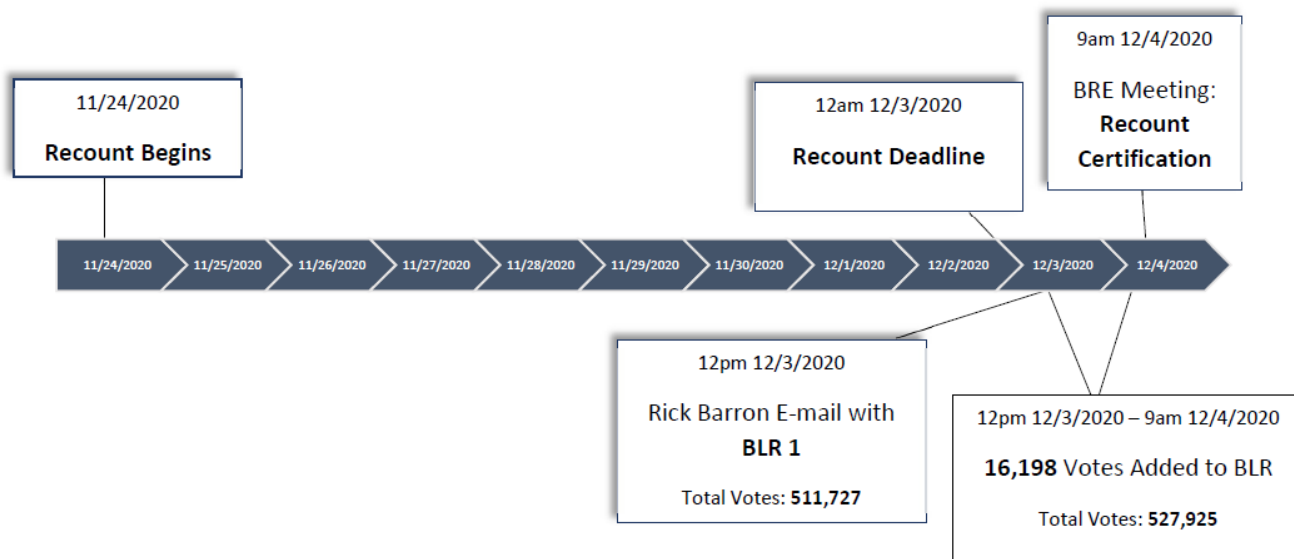 11/24/2020
Recount Begins
12am 12/3/2020
Recount Deadline
9am 12/4/2020
BRE Meeting:
Recount
Certification
11/24/2020
11/25/2020
11/26/2020
11/27/2020
11/28/2020
11/29/2020
11/30/2020
12/1/2020
12/2/2020
12/3/2020
12/4/2020
12pm 12/3/2020
Rick Barron E-mail with
BLR 1
Total Votes: 511,727
12pm 12/3/2020 – 9am 12/4/2020
16,198 Votes Added to BLR
Total Votes: 527,925